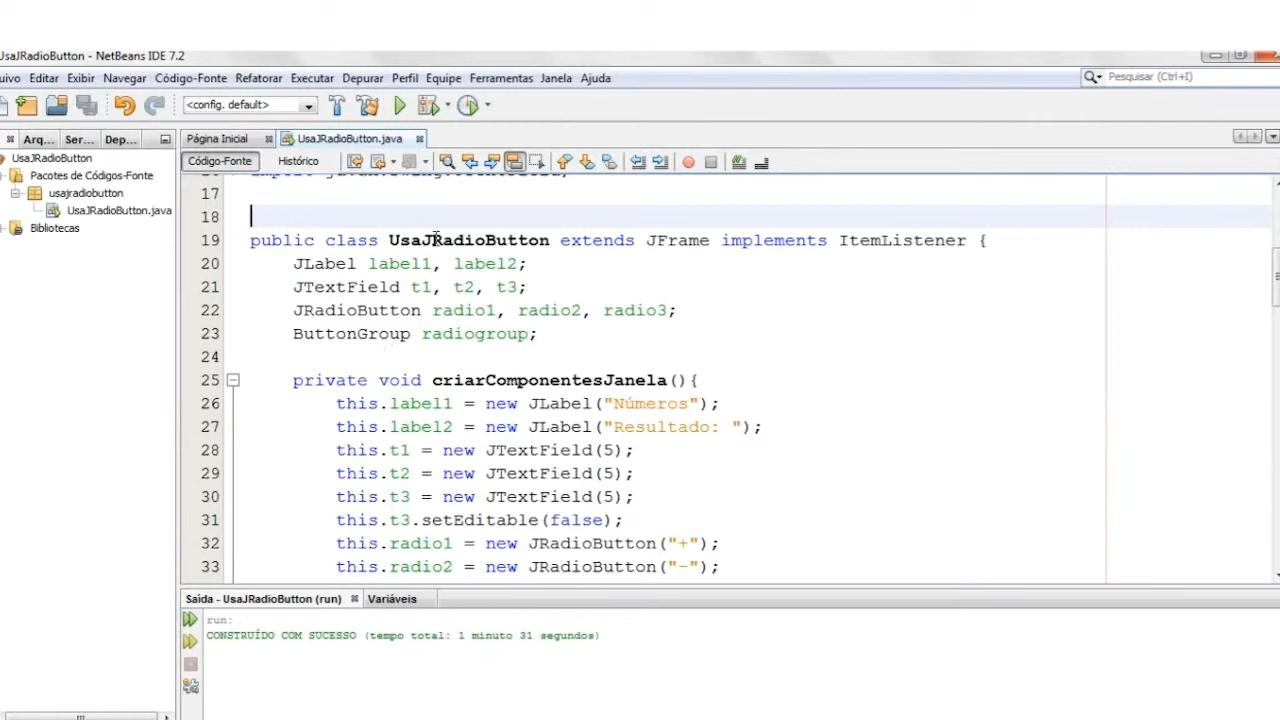 UsaJRadioButton - NetBeans IDE 7.2
uivo Editar Exibir Navegar Código-Fonte Refatorar Executar Depurar Perfil Equipe Ferramentas Janela Ajuda
Pesquisar (Ctrl+I)
<config. default>
Arq... Ser... Dep...
Página Inicial UsaJRadioButton.java
UsaJRadioButton
Pacotes de Códigos-Fonte
usajradiobutton
UsaJRadioButton.java
Bibliotecas
Código-Fonte Histórico
17
18
19 public class UsaJRadioButton extends JFrame implements ItemListener {
20 JLabel label1, label2;
21 JTextField t1, t2, t3;
22 JRadioButton radio1, radio2, radio3;
23 ButtonGroup radiogroup;
24
25 private void criarComponentesJanela(){
26 this.label1 = new JLabel("Números");
27 this.label2 = new JLabel("Resultado: ");
28 this.t1 = new JTextField(5);
29 this.t2 = new JTextField(5);
30 this.t3 = new JTextField(5);
31 this.t3.setEditable(false);
32 this.radio1 = new JRadioButton("+");
33 this.radio2 = new JRadioButton("-");
Saída - UsaJRadioButton (run) Variáveis
run:
CONSTRUÍDO COM SUCESSO (tempo total: 1 minuto 31 segundos)